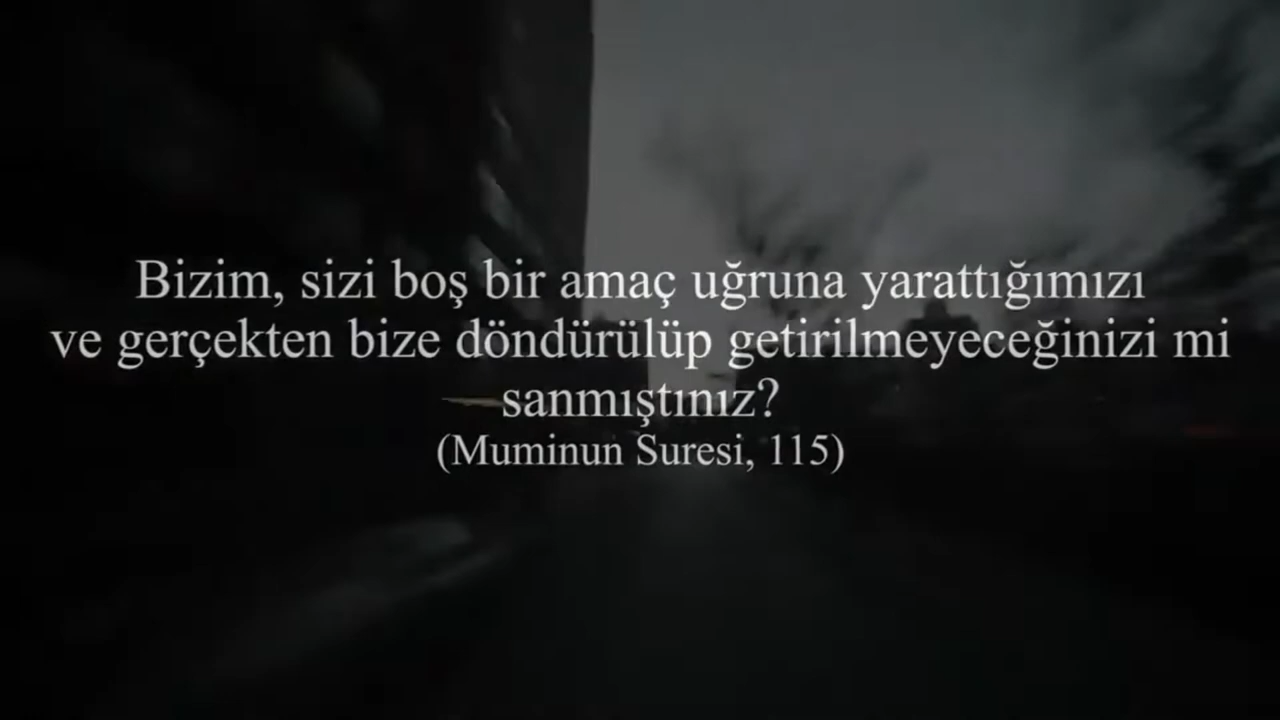 Bizim, sizi boş bir amaç uğruna yarattığımızı
ve gerçekten bize döndürülüp getirilmeyeceğinizi mi
sanmıştınız?
(Muminun Suresi, 115)